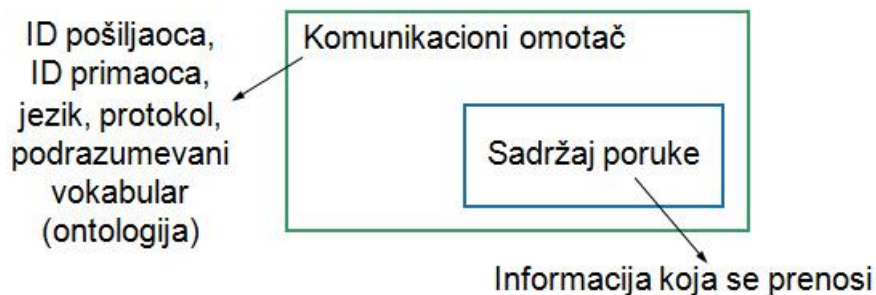 ID pošiljaoca,
ID primaoca,
jezik, protokol,
podrazumevani
vokabular
(ontologija)
Komunikacioni omotač
Sadržaj poruke
Informacija koja se prenosi